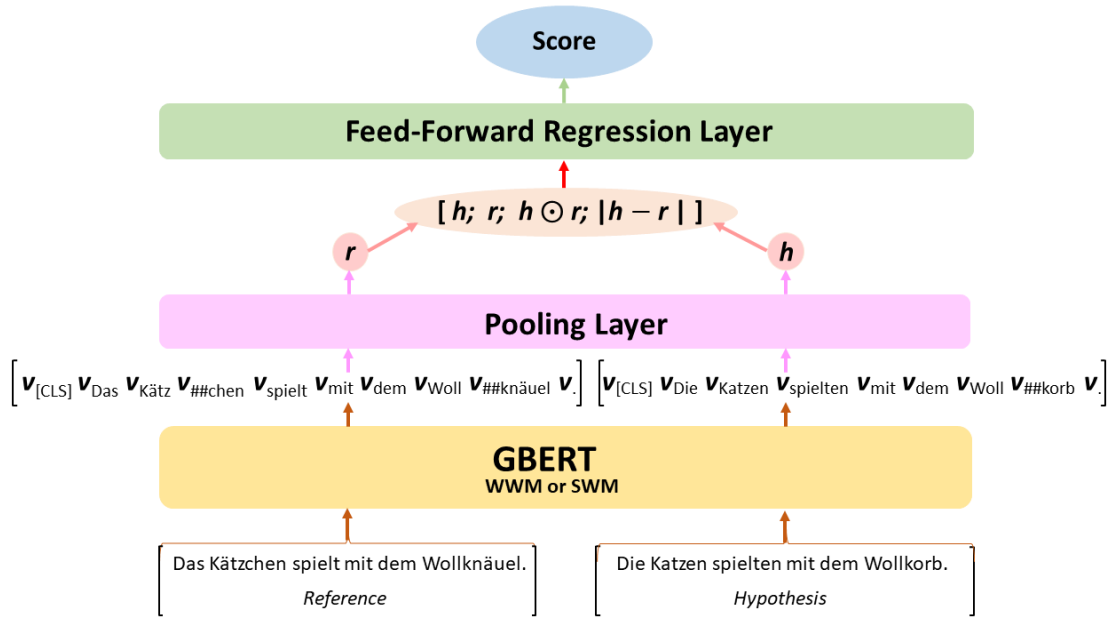 Score
Feed-Forward Regression Layer
[ h; r; h ⊙ r; |h − r | ]
r
h
Pooling Layer
[ v[CLS] vDas vKätz v##chen vspielt vmit vdem vWoll v##knäuel v. ]
[ v[CLS] vDie vKatzen vspielten vmit vdem vWoll v##korb v. ]
GBERT
WWM or SWM
Das Kätzchen spielt mit dem Wollknäuel.
Reference
Die Katzen spielten mit dem Wollkorb.
Hypothesis